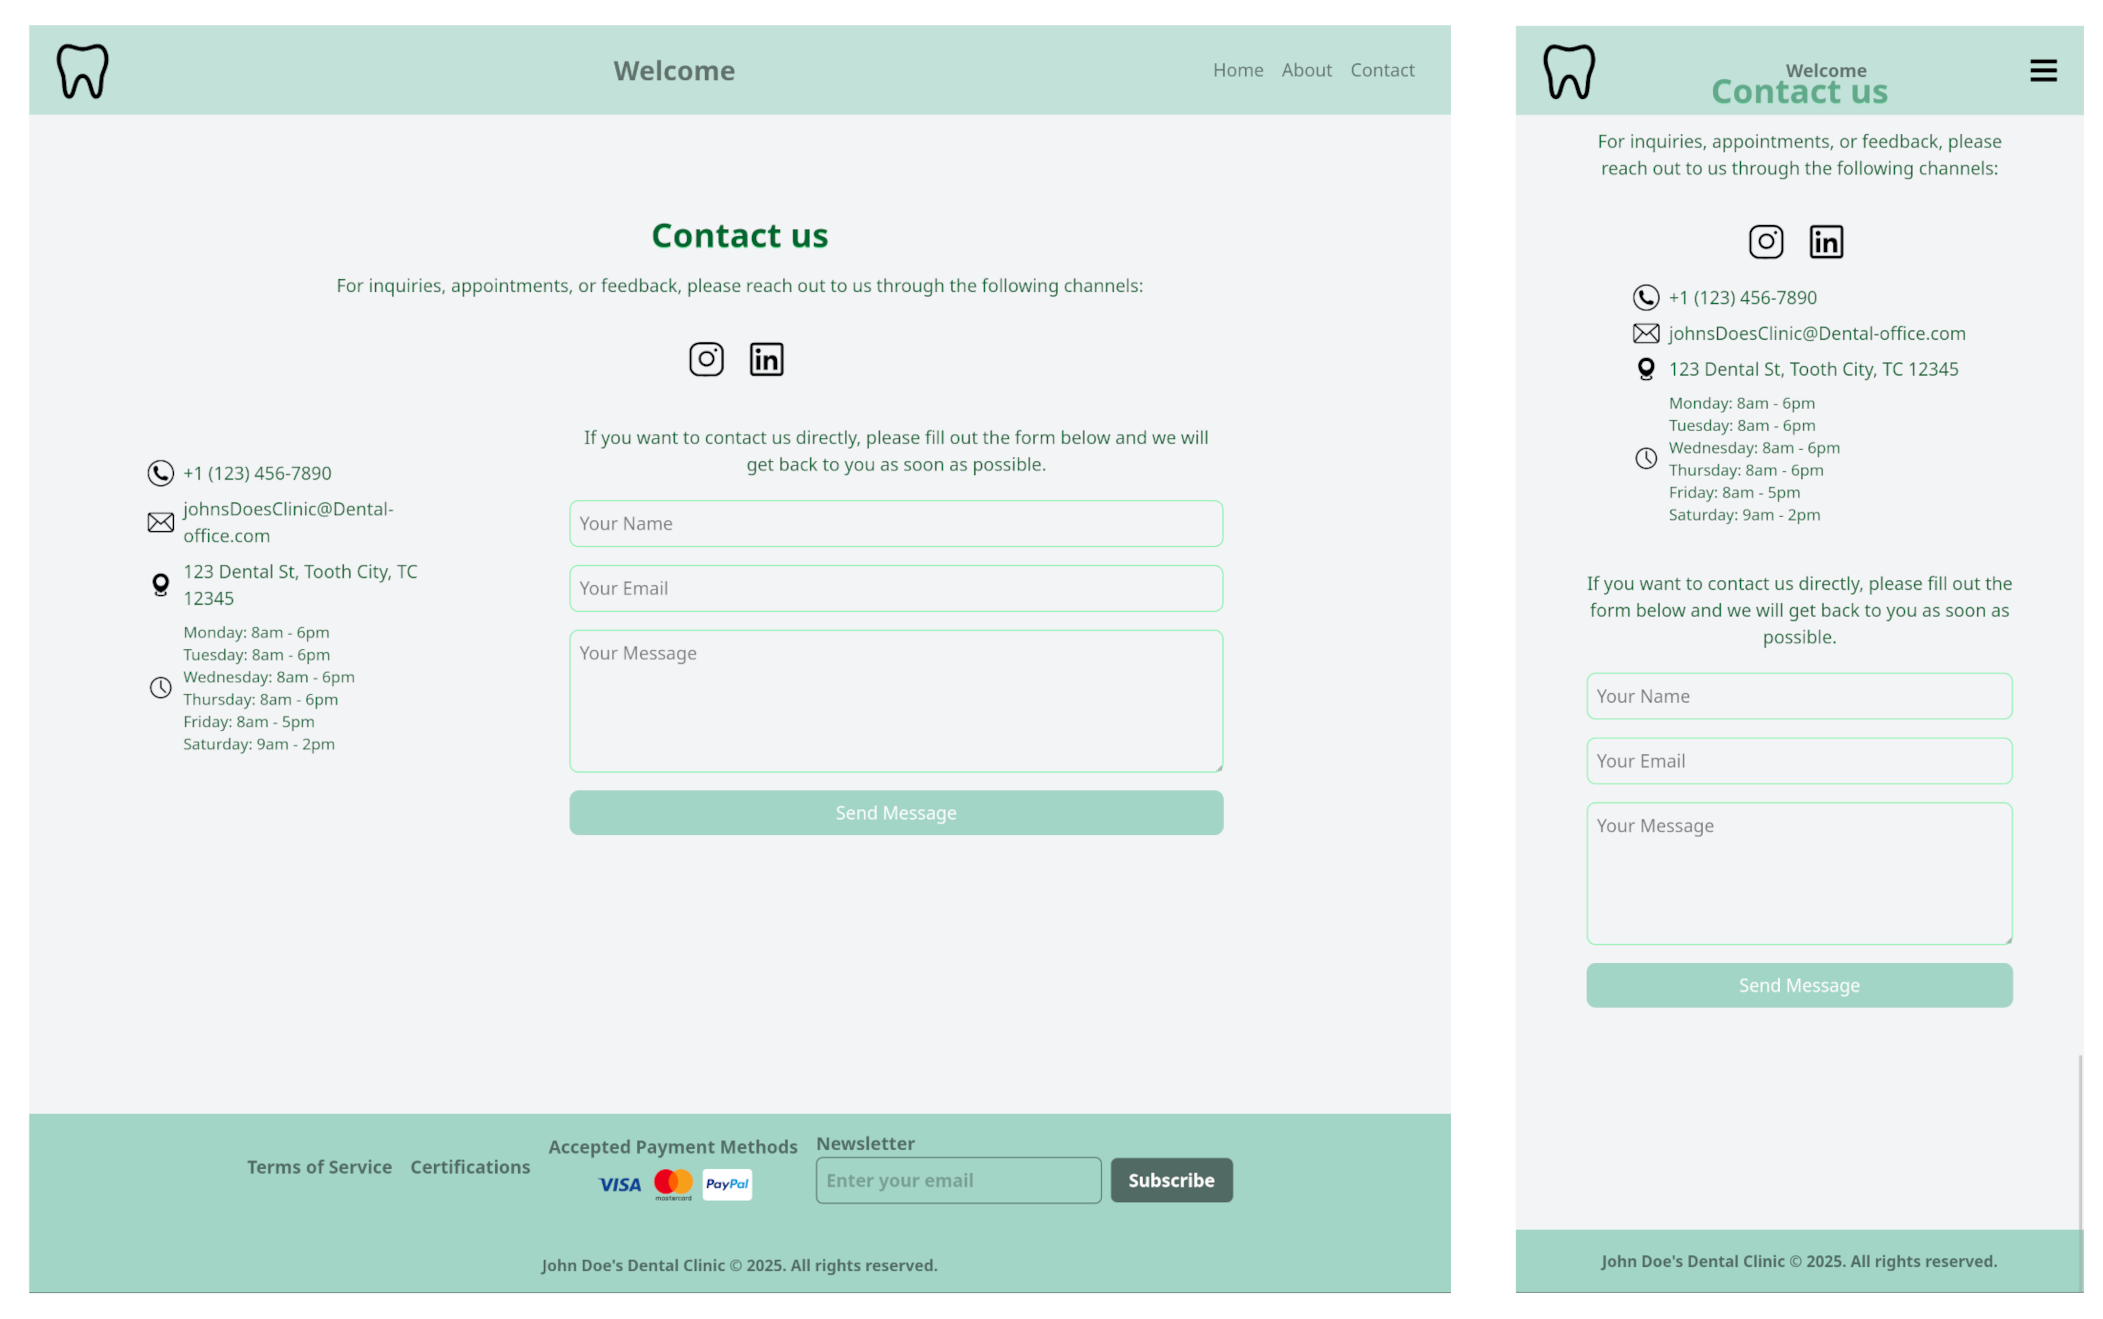 Welcome
Home About Contact
Contact us
For inquiries, appointments, or feedback, please reach out to us through the following channels:
in
+1 (123) 456-7890
johnsDoesClinic@Dental-
office.com
123 Dental St, Tooth City, TC
12345
Monday: 8am - 6pm
Tuesday: 8am - 6pm
Wednesday: 8am - 6pm
Thursday: 8am - 6pm
Friday: 8am - 5pm
Saturday: 9am - 2pm
If you want to contact us directly, please fill out the form below and we will
get back to you as soon as possible.
Your Name
Your Email
Your Message
Send Message
Terms of Service
Certifications
Accepted Payment Methods
VISA mastercard PayPal
Newsletter
Enter your email
Subscribe
John Doe's Dental Clinic © 2025. All rights reserved.
Welcome
Contact us
For inquiries, appointments, or feedback, please
reach out to us through the following channels:
in
+1 (123) 456-7890
johnsDoesClinic@Dental-office.com
123 Dental St, Tooth City, TC 12345
Monday: 8am - 6pm
Tuesday: 8am - 6pm
Wednesday: 8am - 6pm
Thursday: 8am - 6pm
Friday: 8am - 5pm
Saturday: 9am - 2pm
If you want to contact us directly, please fill out the
form below and we will get back to you as soon as
possible.
Your Name
Your Email
Your Message
Send Message
John Doe's Dental Clinic © 2025. All rights reserved.